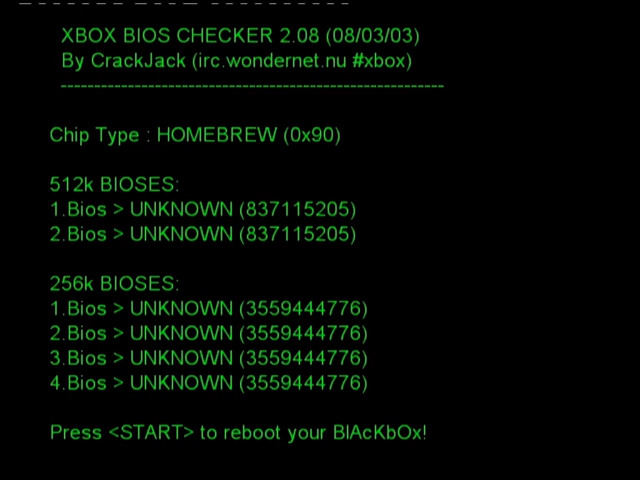 XBOX BIOS CHECKER 2.08 (08/03/03)
By CrackJack (irc.wondernet.nu #xbox)
----------------------------------------------------------
Chip Type : HOMEBREW (0x90)
512k BIOSES:
1.Bios > UNKNOWN (837115205)
2.Bios > UNKNOWN (837115205)
256k BIOSES:
1.Bios > UNKNOWN (3559444776)
2.Bios > UNKNOWN (3559444776)
3.Bios > UNKNOWN (3559444776)
4.Bios > UNKNOWN (3559444776)
Press <START> to reboot your BlAcKbOx!